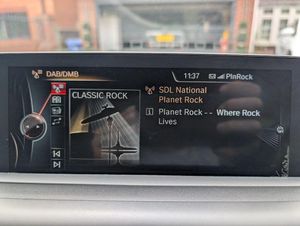 DAB/DMB
11:37 PlnRock
CLASSIC ROCK
SDL National
Planet Rock
Planet Rock - - Where Rock
Lives